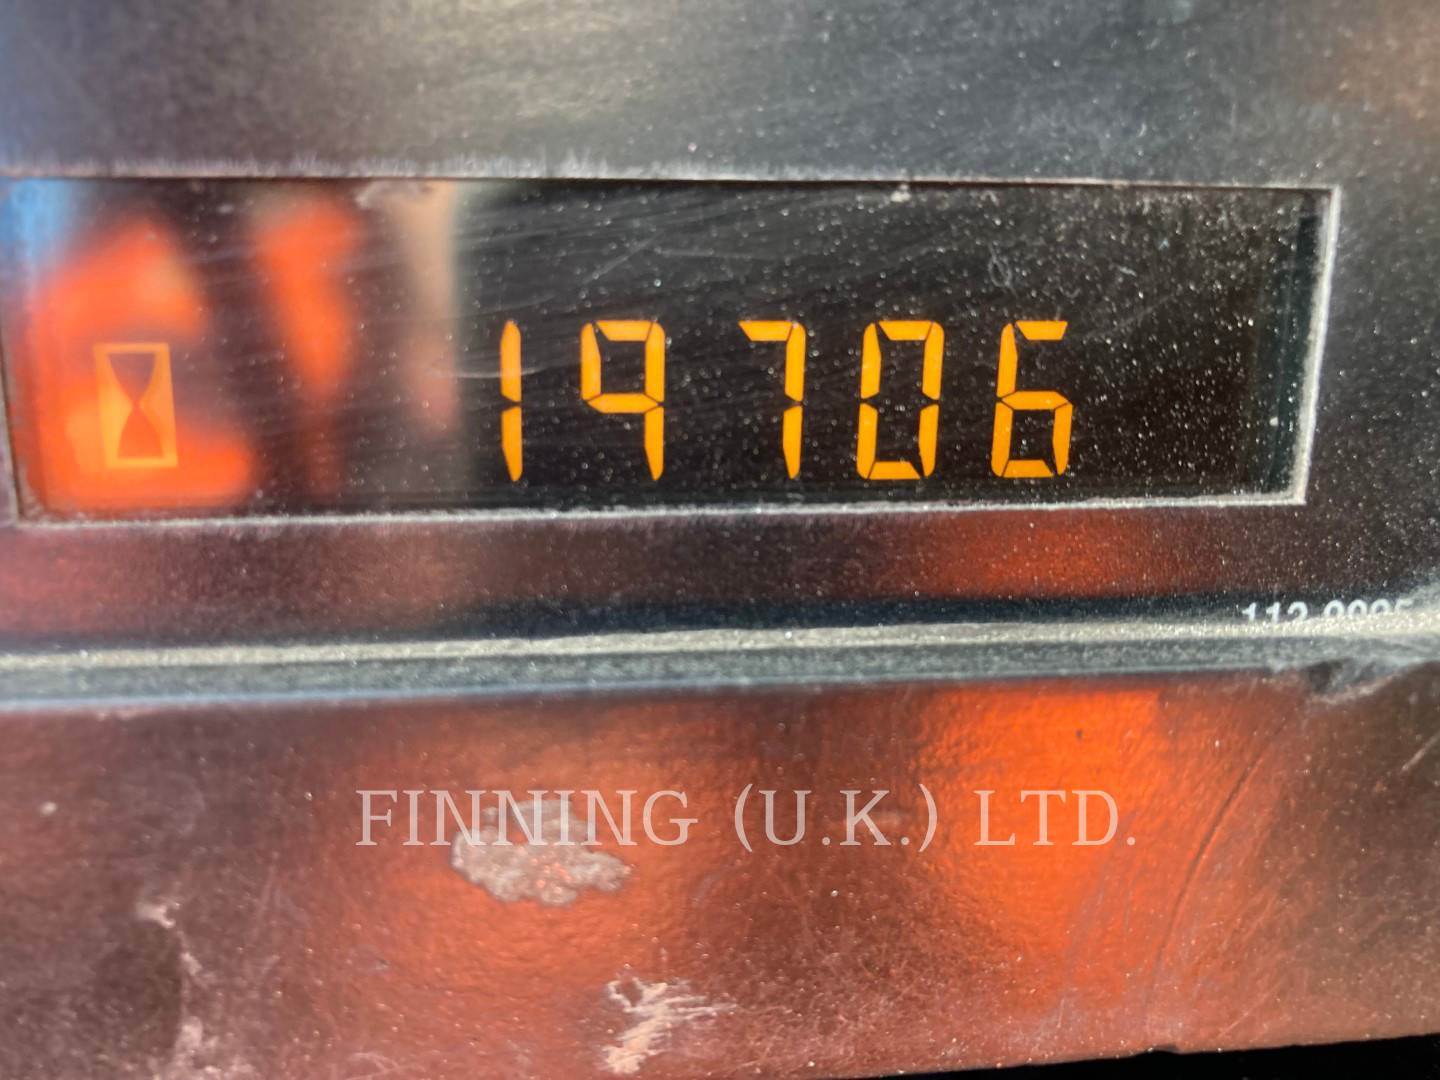 19706
FINNING (U.K.) LTD.